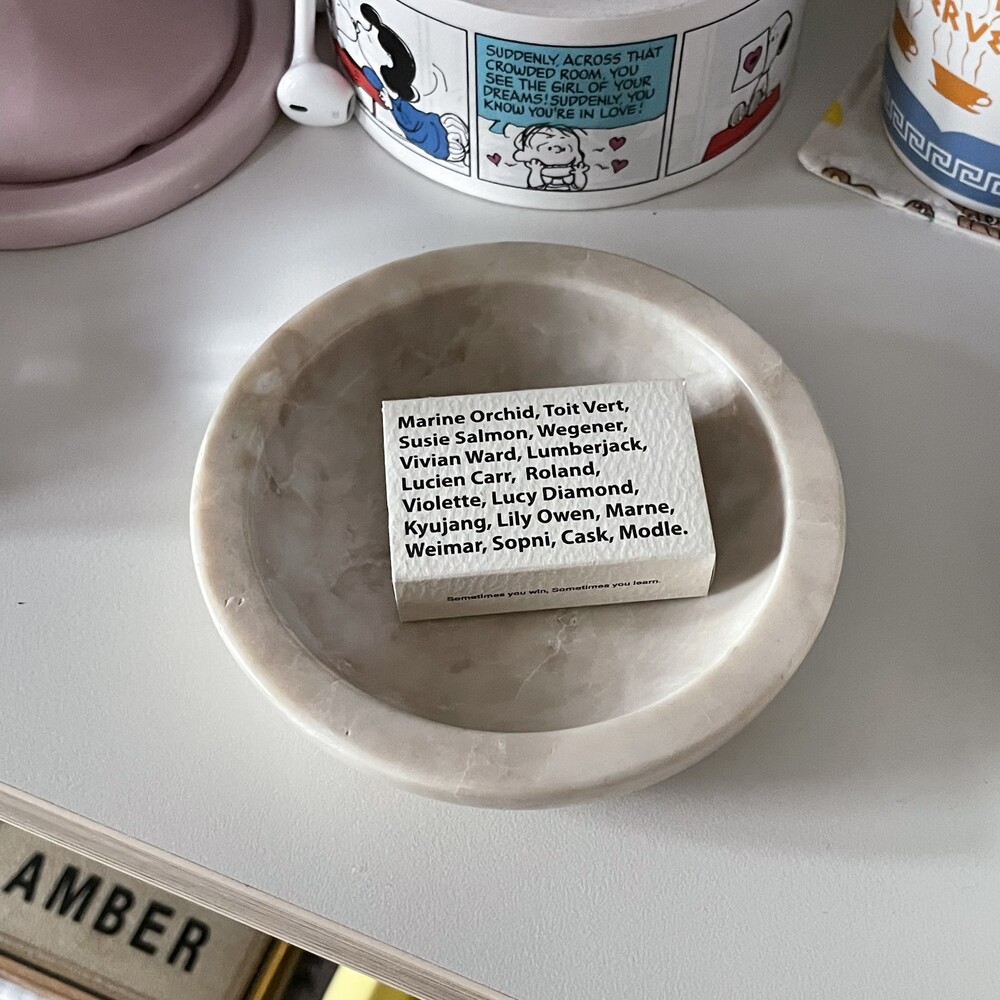 SUDDENLY, ACROSS THAT
CROWDED ROOM, YOU
SEE THE GIRL OF YOUR
DREAMS! SUDDENLY, YOU
KNOW YOU'RE IN LOVE!
Marine Orchid, Toit Vert,
Susie Salmon, Wegener,
Vivian Ward, Lumberjack,
Lucien Carr, Roland,
Violette, Lucy Diamond,
Kyujang, Lily Owen, Marne,
Weimar, Sopni, Cask, Modle.
Sometimes you win, Sometimes you learn.
AMBER